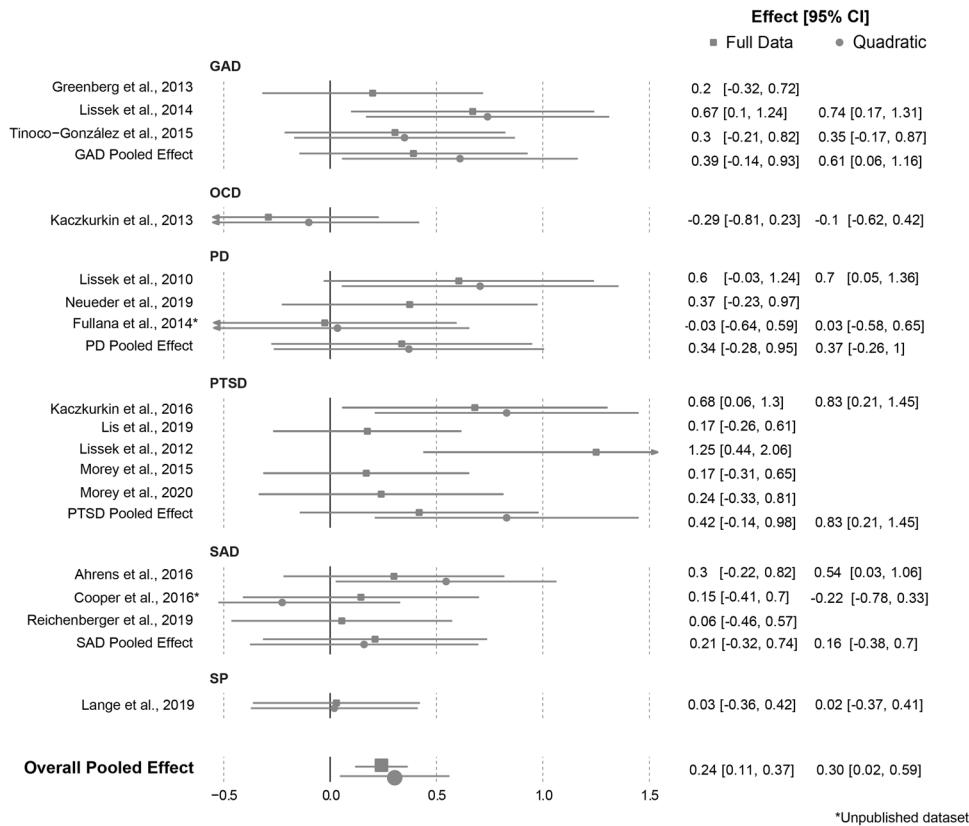 Effect [95% CI]
Full Data Quadratic
GAD
Greenberg et al., 2013 0.2 [-0.32, 0.72]
Lissek et al., 2014 0.67 [0.1, 1.24] 0.74 [0.17, 1.31]
Tinoco−González et al., 2015 0.3 [-0.21, 0.82] 0.35 [-0.17, 0.87]
GAD Pooled Effect 0.39 [-0.14, 0.93] 0.61 [0.06, 1.16]
OCD
Kaczkurkin et al., 2013 -0.29 [-0.81, 0.23] -0.1 [-0.62, 0.42]
PD
Lissek et al., 2010 0.6 [-0.03, 1.24] 0.7 [0.05, 1.36]
Neueder et al., 2019 0.37 [-0.23, 0.97]
Fullana et al., 2014* -0.03 [-0.64, 0.59] 0.03 [-0.58, 0.65]
PD Pooled Effect 0.34 [-0.28, 0.95] 0.37 [-0.26, 1]
PTSD
Kaczkurkin et al., 2016 0.68 [0.06, 1.3] 0.83 [0.21, 1.45]
Lis et al., 2019 0.17 [-0.26, 0.61]
Lissek et al., 2012 1.25 [0.44, 2.06]
Morey et al., 2015 0.17 [-0.31, 0.65]
Morey et al., 2020 0.24 [-0.33, 0.81]
PTSD Pooled Effect 0.42 [-0.14, 0.98] 0.83 [0.21, 1.45]
SAD
Ahrens et al., 2016 0.3 [-0.22, 0.82] 0.54 [0.03, 1.06]
Cooper et al., 2016* 0.15 [-0.41, 0.7] -0.22 [-0.78, 0.33]
Reichenberger et al., 2019 0.06 [-0.46, 0.57]
SAD Pooled Effect 0.21 [-0.32, 0.74] 0.16 [-0.38, 0.7]
SP
Lange et al., 2019 0.03 [-0.36, 0.42] 0.02 [-0.37, 0.41]
Overall Pooled Effect 0.24 [0.11, 0.37] 0.30 [0.02, 0.59]
−0.5 0.0 0.5 1.0 1.5
*Unpublished dataset